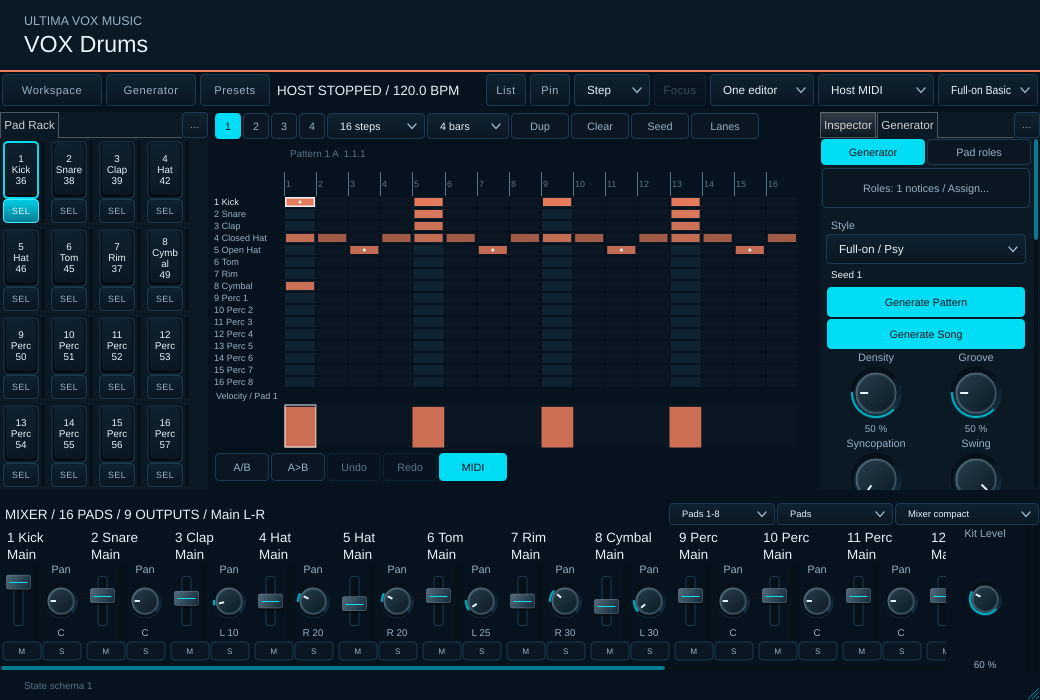 ULTIMA VOX MUSIC
VOX Drums
Workspace Generator Presets HOST STOPPED / 120.0 BPM List Pin Step Focus One editor Host MIDI Full-on Basic
Pad Rack ...
1 2 3 4 16 steps 4 bars Dup Clear Seed Lanes
Inspector Generator ...
1 Kick 36
2 Snare 38
3 Clap 39
4 Hat 42
SEL SEL SEL SEL
5 Hat 46
6 Tom 45
7 Rim 37
8 Cymb al 49
SEL SEL SEL SEL
9 Perc 50
10 Perc 51
11 Perc 52
12 Perc 53
SEL SEL SEL SEL
13 Perc 54
14 Perc 55
15 Perc 56
16 Perc 57
SEL SEL SEL SEL
Pattern 1 A 1.1.1
1 2 3 4 5 6 7 8 9 10 11 12 13 14 15 16
1 Kick
2 Snare
3 Clap
4 Closed Hat
5 Open Hat
6 Tom
7 Rim
8 Cymbal
9 Perc 1
10 Perc 2
11 Perc 3
12 Perc 4
13 Perc 5
14 Perc 6
15 Perc 7
16 Perc 8
Velocity / Pad 1
A/B A>B Undo Redo MIDI
Generator Pad roles
Roles: 1 notices / Assign...
Style
Full-on / Psy
Seed 1
Generate Pattern
Generate Song
Density Groove
50 % 50 %
Syncopation Swing
MIXER / 16 PADS / 9 OUTPUTS / Main L-R Pads 1-8 Pads Mixer compact
1 Kick 2 Snare 3 Clap 4 Hat 5 Hat 6 Tom 7 Rim 8 Cymbal 9 Perc 10 Perc 11 Perc 12 Kit Level
Main Main Main Main Main Main Main Main Main Main Main Ma
Pan Pan Pan Pan Pan Pan Pan Pan Pan Pan Pan
C C L 10 R 20 R 20 L 25 R 30 L 30 C C C
M S M S M S M S M S M S M S M S M S M S M S M
60 %
State schema 1